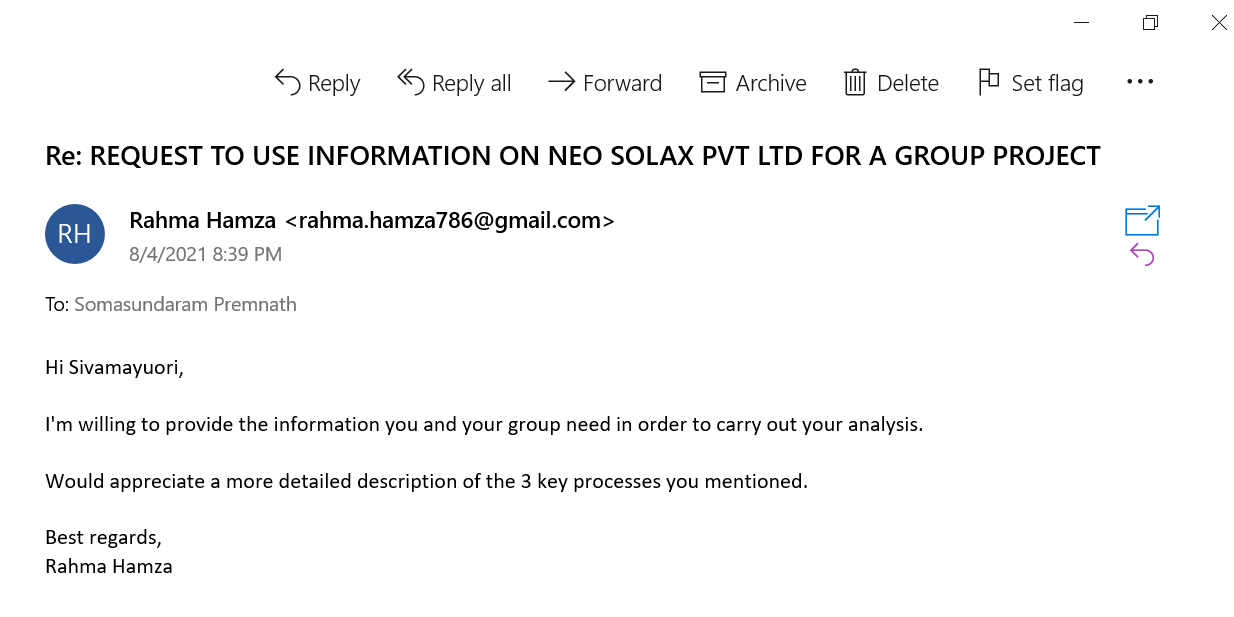 Reply Reply all Forward Archive Delete Set flag
Re: REQUEST TO USE INFORMATION ON NEO SOLAX PVT LTD FOR A GROUP PROJECT
RH
Rahma Hamza <rahma.hamza786@gmail.com>
8/4/2021 8:39 PM
To: Somasundaram Premnath
Hi Sivamayuori,
I'm willing to provide the information you and your group need in order to carry out your analysis.
Would appreciate a more detailed description of the 3 key processes you mentioned.
Best regards,
Rahma Hamza